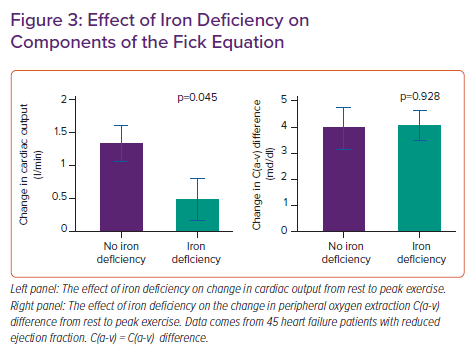 Figure 3: Effect of Iron Deficiency on
Components of the Fick Equation
Change in cardiac output
(l/min)
2
1.5
1
0.5
0
p=0.045
No iron
deficiency
Iron
deficiency
Change in C(a-v) difference
(md/dl)
5
4
3
2
1
0
p=0.928
No iron
deficiency
Iron
deficiency
Left panel: The effect of iron deficiency on change in cardiac output from rest to peak exercise.
Right panel: The effect of iron deficiency on the change in peripheral oxygen extraction C(a-v)
difference from rest to peak exercise. Data comes from 45 heart failure patients with reduced
ejection fraction. C(a-v) = C(a-v) difference.